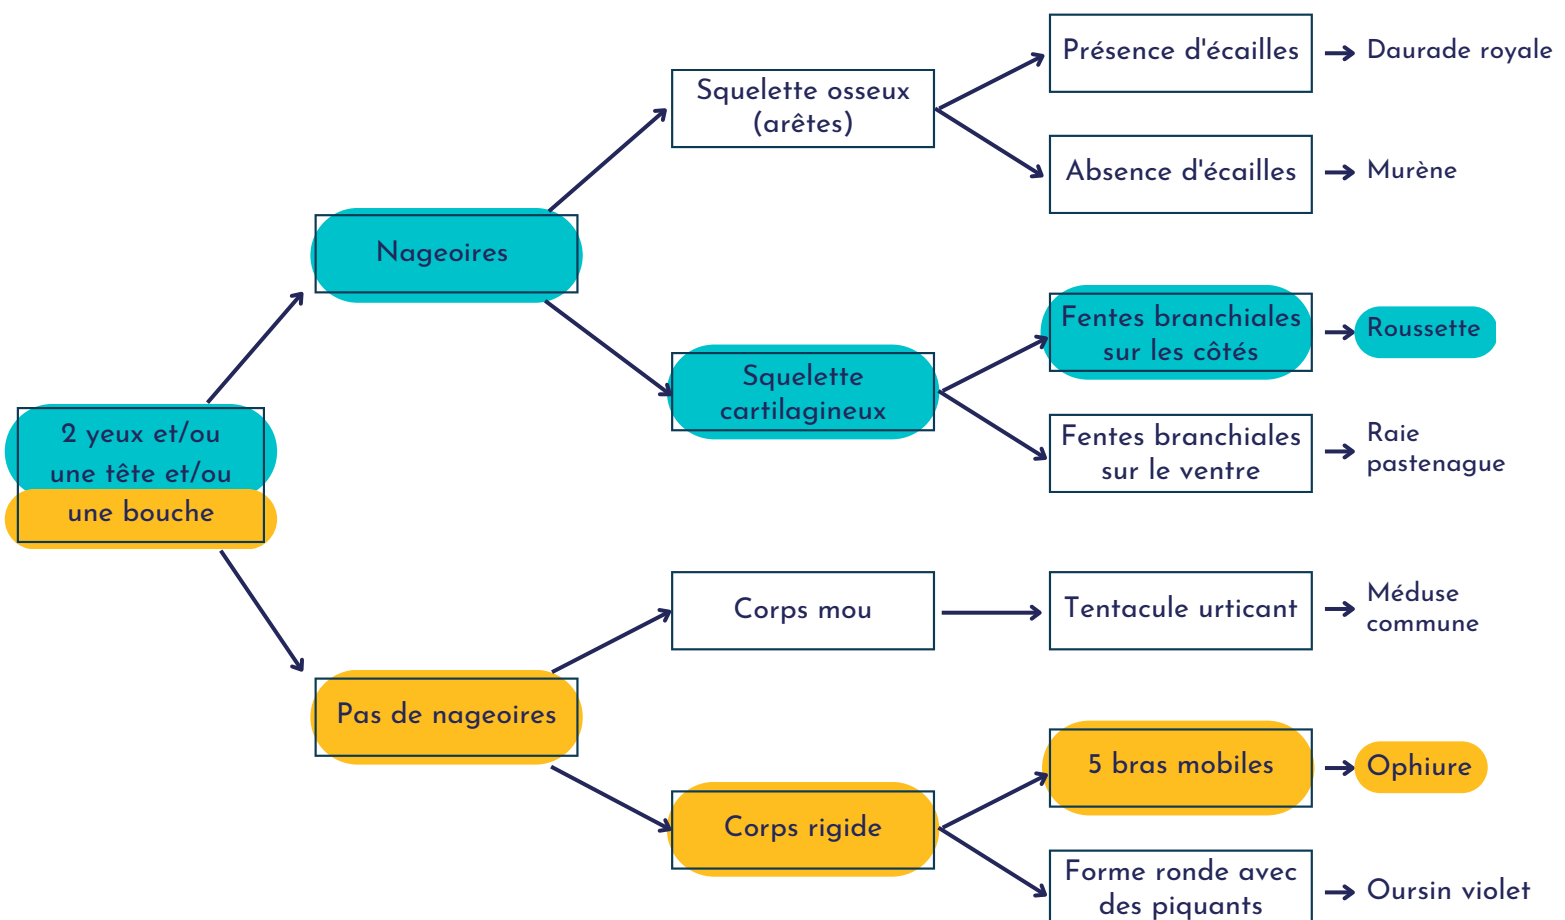 Présence d'écailles
Daurade royale
Squelette osseux
(arêtes)
Absence d'écailles
Murène
Nageoires
Fentes branchiales
sur les côtés
Roussette
Squelette
cartilagineux
2 yeux et/ou
une tête et/ou
une bouche
Fentes branchiales
sur le ventre
Raie
pastenague
Corps mou
Tentacule urticant
Méduse
commune
Pas de nageoires
5 bras mobiles
Ophiure
Corps rigide
Forme ronde avec
des piquants
Oursin violet